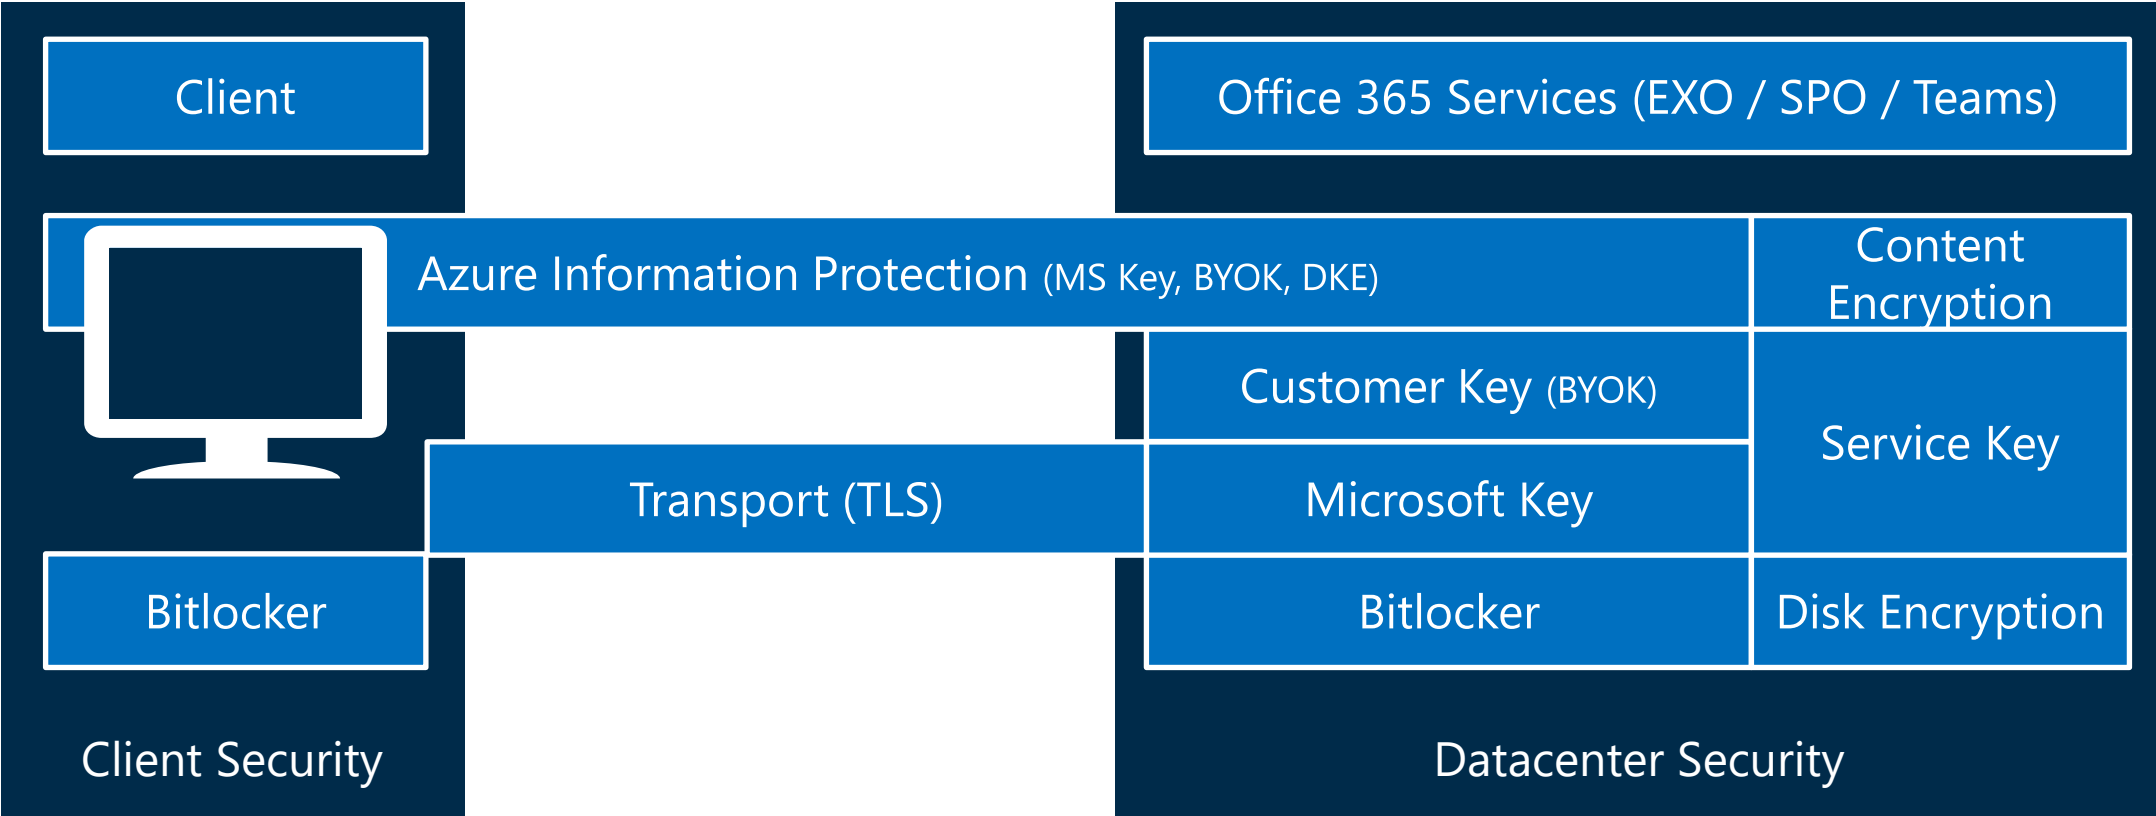 Client
Office 365 Services (EXO / SPO / Teams)
Azure Information Protection (MS Key, BYOK, DKE)
Content
Encryption
Customer Key (BYOK)
Service Key
Transport (TLS)
Microsoft Key
Bitlocker
Bitlocker
Disk Encryption
Client Security
Datacenter Security